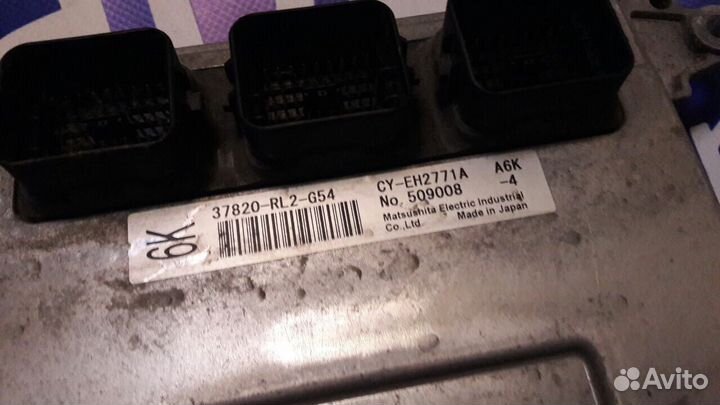 6K
37820-RL2-G54
CY-EH2771A A6K
No. 509008 -4
Matsushita Electric Industrial
Co.,Ltd. Made in Japan
Avito